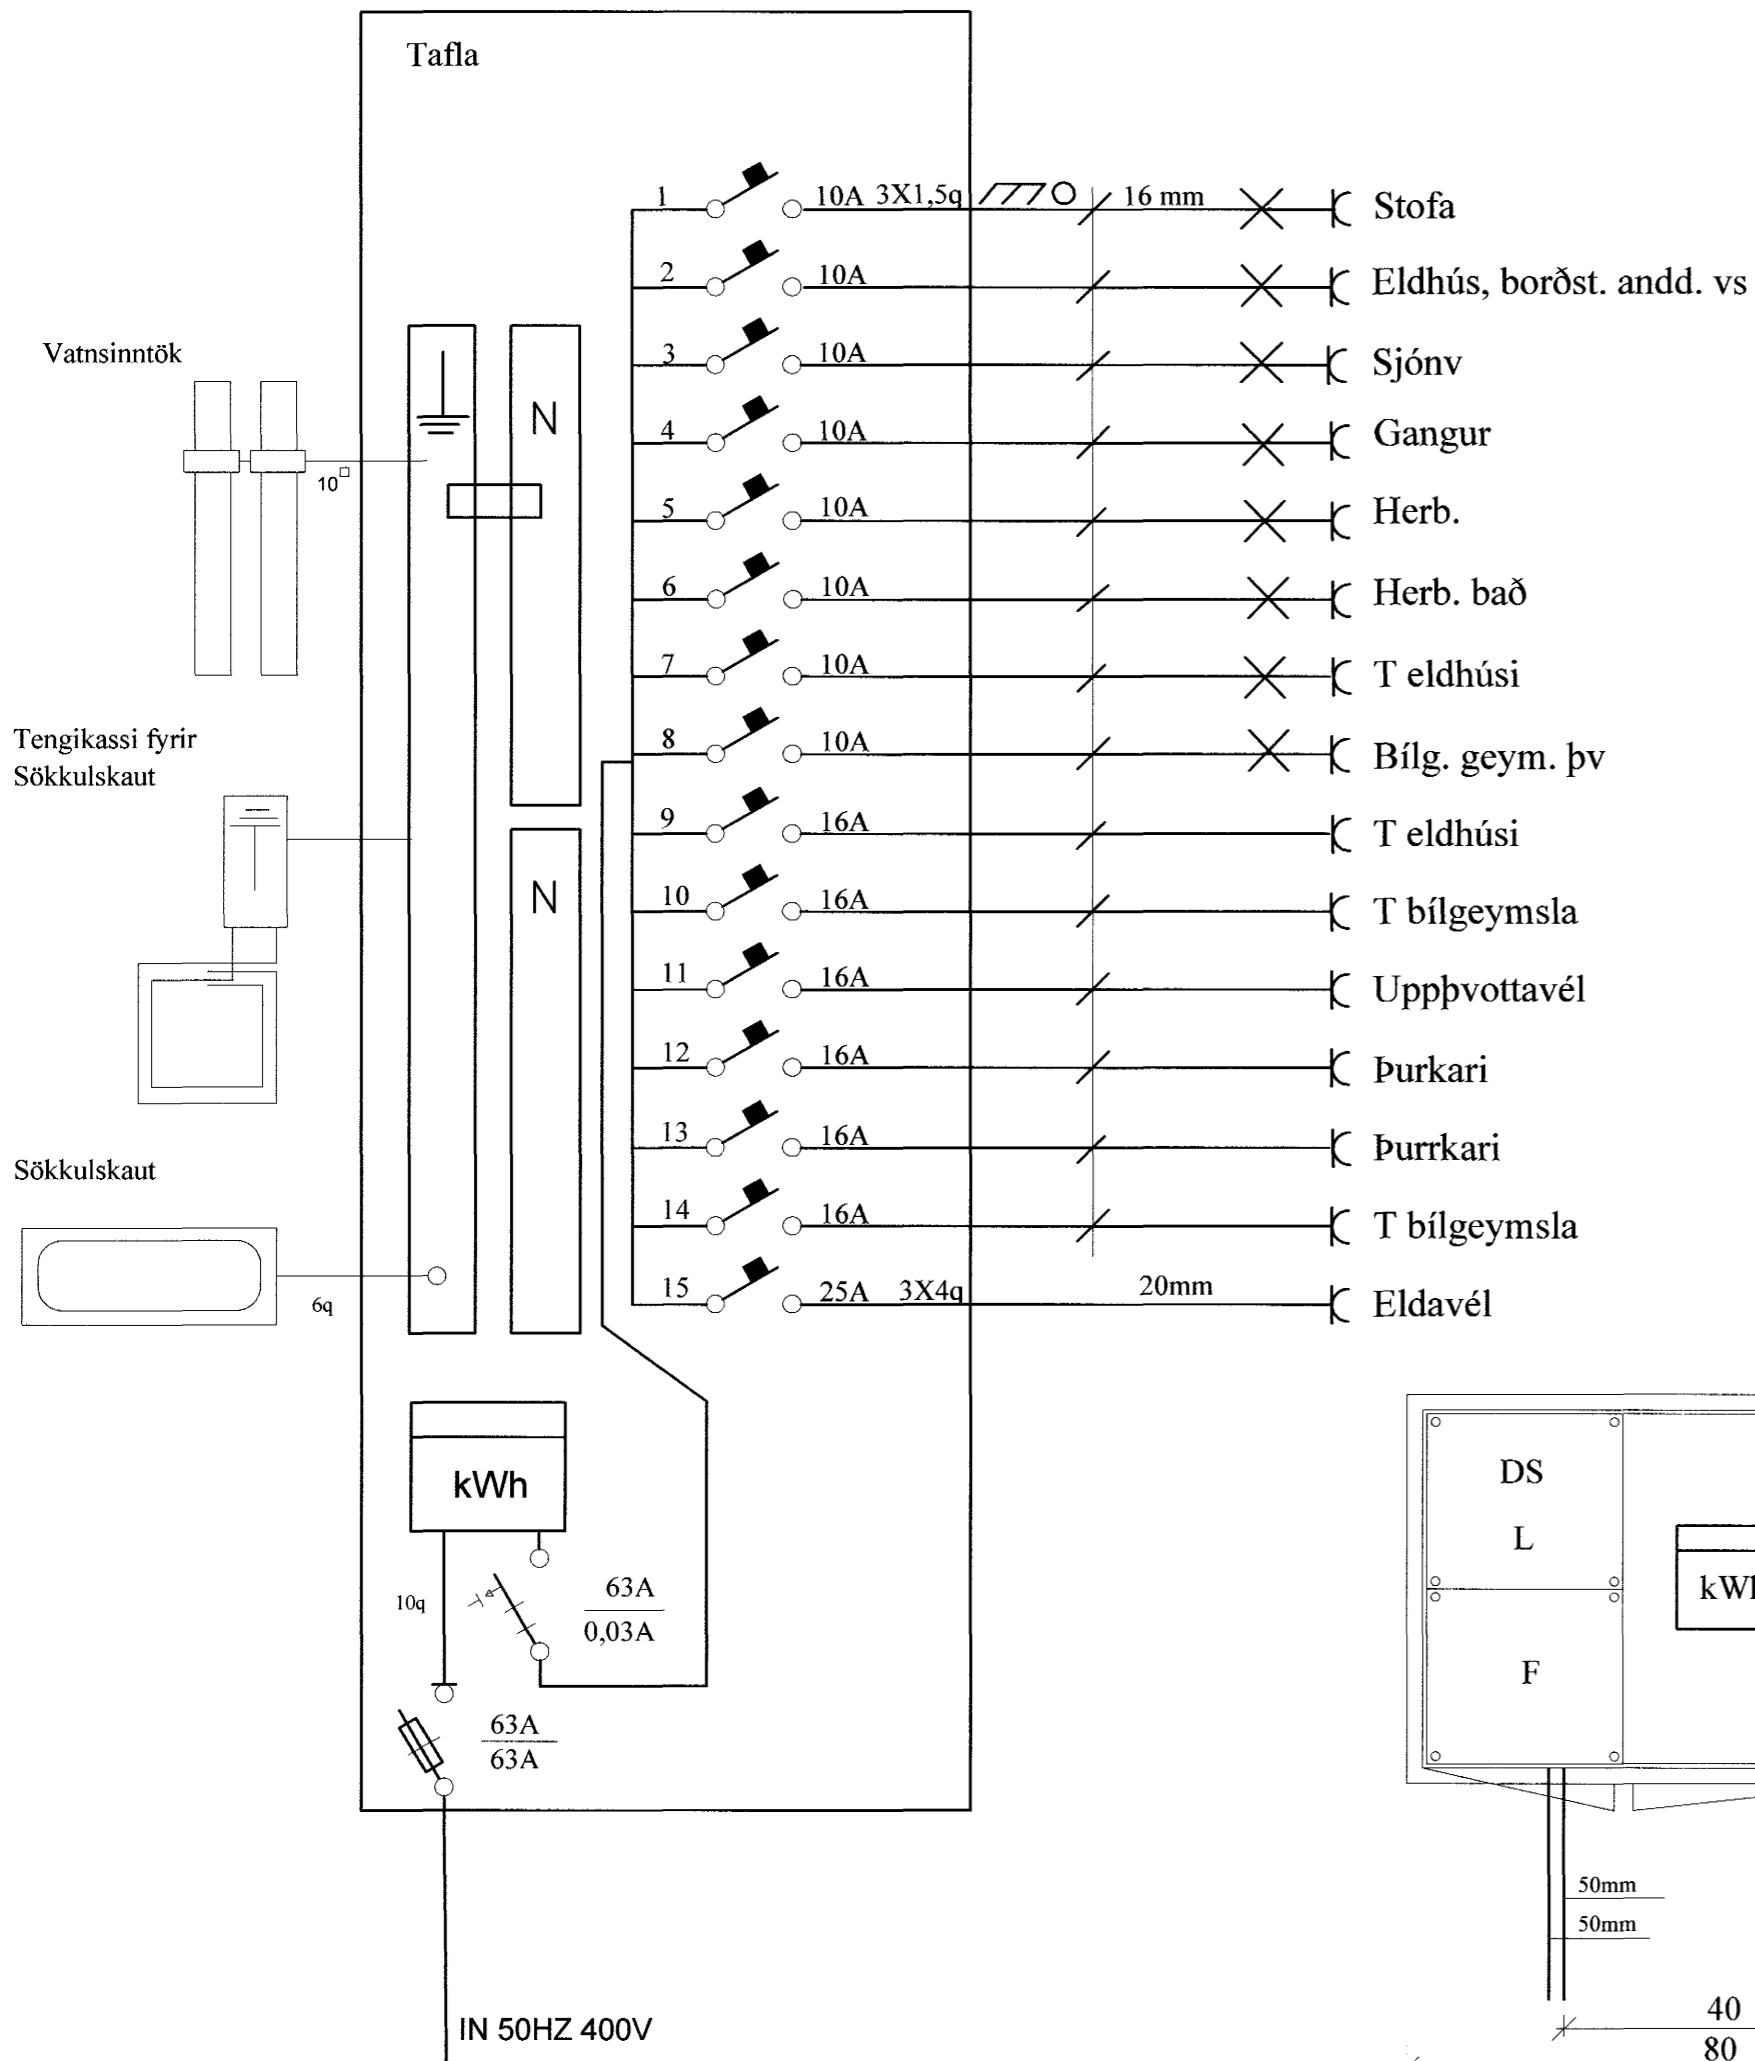 Tafla
1 10A 3X1,5q 16 mm Stofa
2 10A Eldhús, borðst. andd. vs
3 10A Sjónv
4 10A Gangur
5 10A Herb.
6 10A Herb. bað
7 10A T eldhúsi
8 10A Bílg. geym. þv
9 16A T eldhúsi
10 16A T bílgeymsla
11 16A Uppþvottavél
12 16A Þurkari
13 16A Þurrkari
14 16A T bílgeymsla
15 25A 3X4q 20mm Eldavél
Vatnsinntök
10
N
Tengikassi fyrir
Sökkulskaut
N
Sökkulskaut
6q
kWh
10q
63A
0,03A
63A
63A
IN 50HZ 400V
DS
L
F
kWh
50mm
50mm
40
80